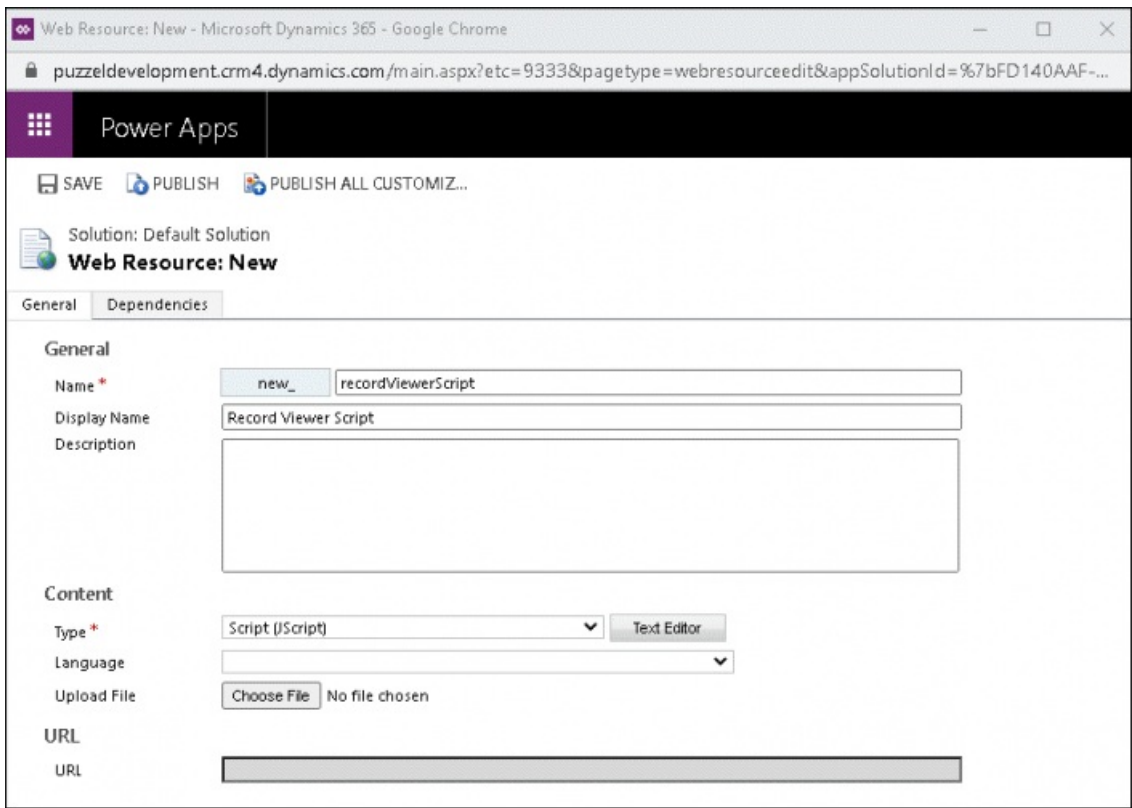 Web Resource: New - Microsoft Dynamics 365 - Google Chrome
puzzeldevelopment.crm4.dynamics.com/main.aspx?etc=9333&pagetype=webresourceedit&appSolutionId=%7bFD140AAF-...
Power Apps
SAVE PUBLISH PUBLISH ALL CUSTOMIZ...
Solution: Default Solution
Web Resource: New
General Dependencies
General
Name * new_ recordViewerScript
Display Name Record Viewer Script
Description
Content
Type * Script (JScript) Text Editor
Language
Upload File Choose File No file chosen
URL
URL